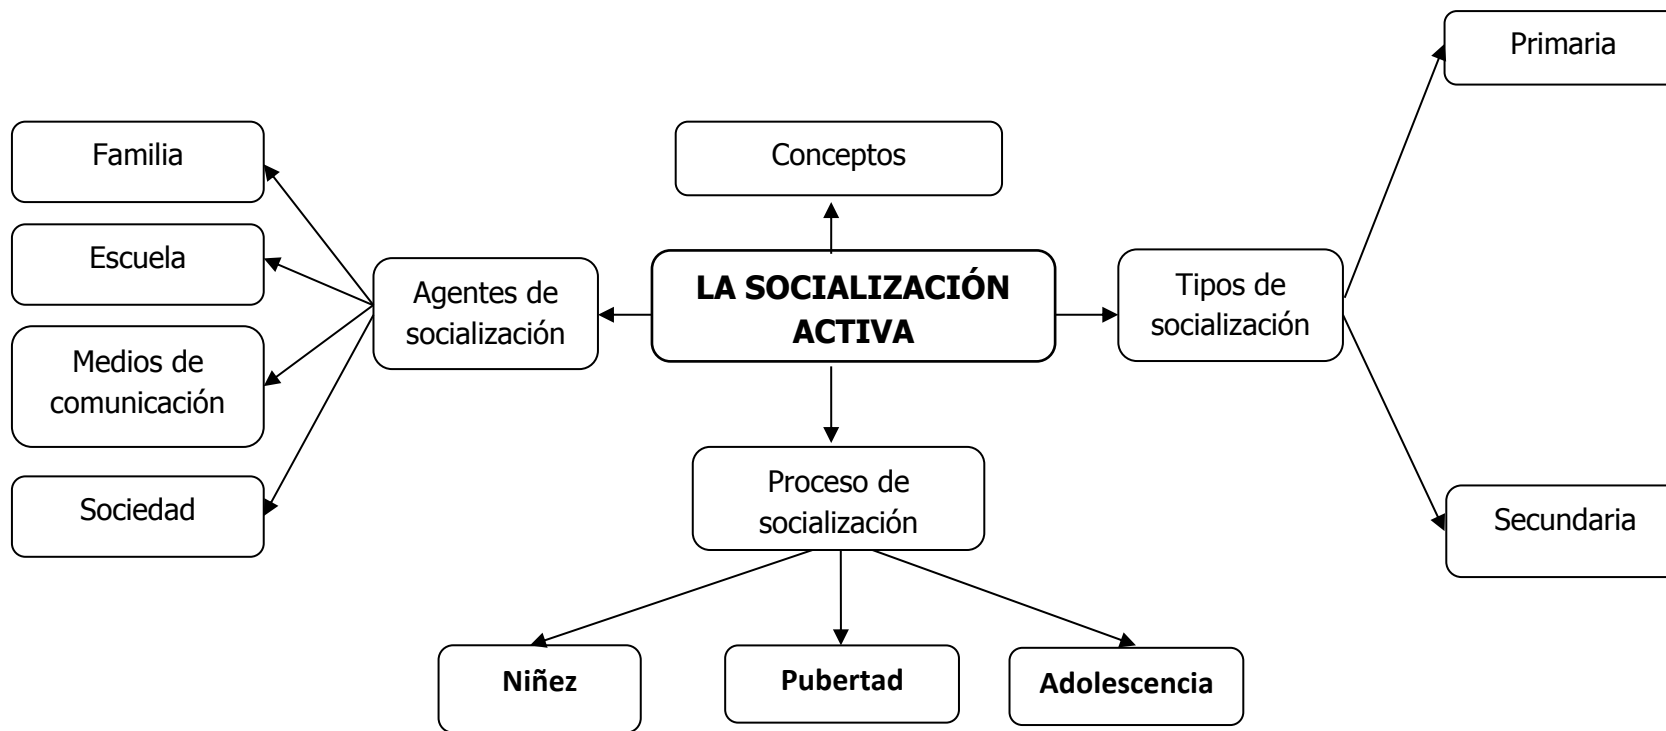 Primaria
Familia
Conceptos
Escuela
Agentes de
socialización
LA SOCIALIZACIÓN
ACTIVA
Tipos de
socialización
Medios de
comunicación
Sociedad
Proceso de
socialización
Secundaria
Niñez
Pubertad
Adolescencia